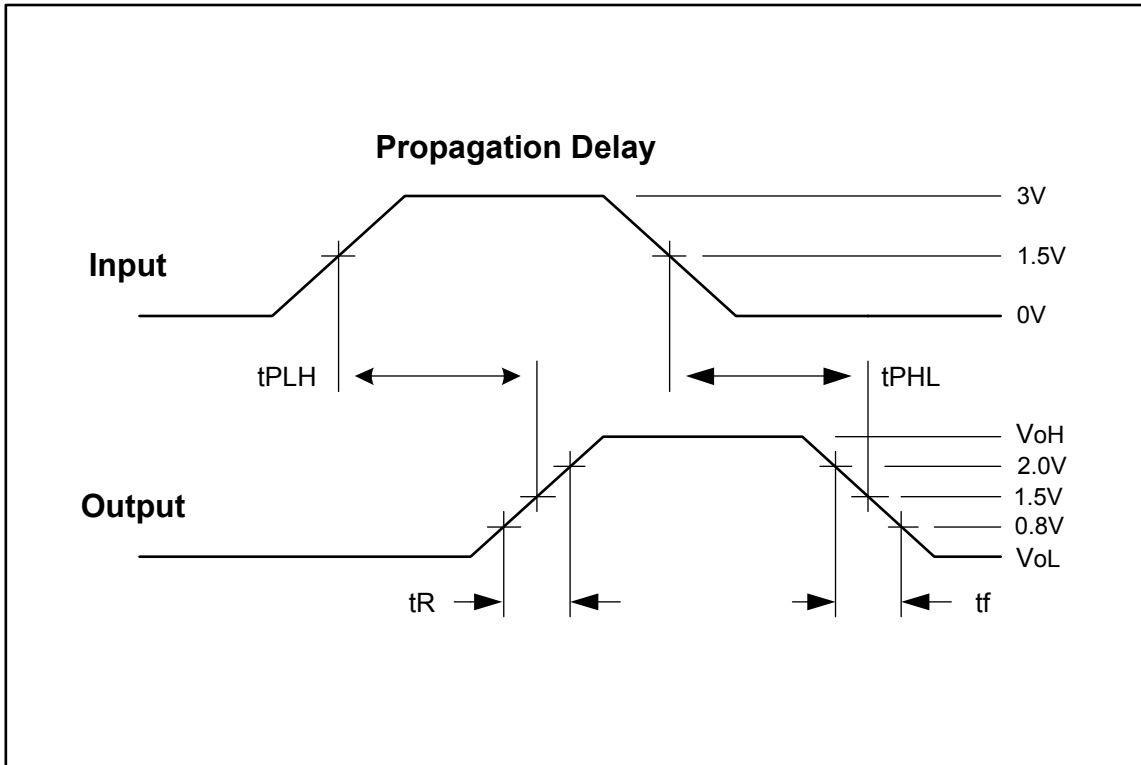 Propagation Delay
3V
Input
1.5V
0V
tPLH
tPHL
VoH
2.0V
Output
1.5V
0.8V
VoL
tR
tf